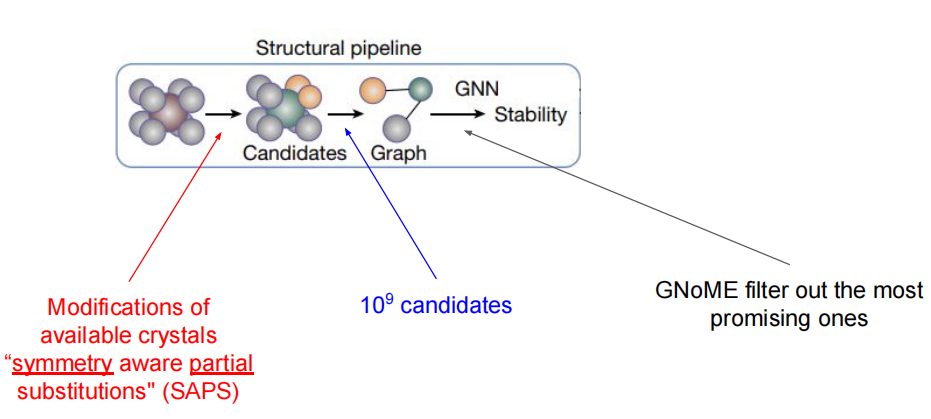 Structural pipeline
GNN
Stability
Candidates
Graph
Modifications of
available crystals
“symmetry aware partial
substitutions" (SAPS)
10⁹ candidates
GNoME filter out the most
promising ones